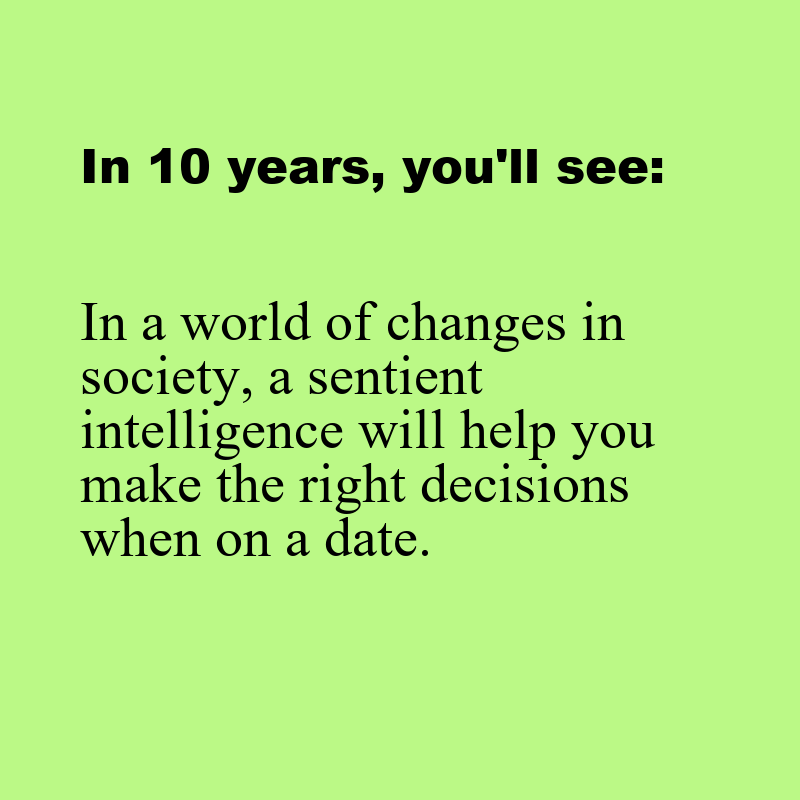 In 10 years, you'll see:
In a world of changes in
society, a sentient
intelligence will help you
make the right decisions
when on a date.